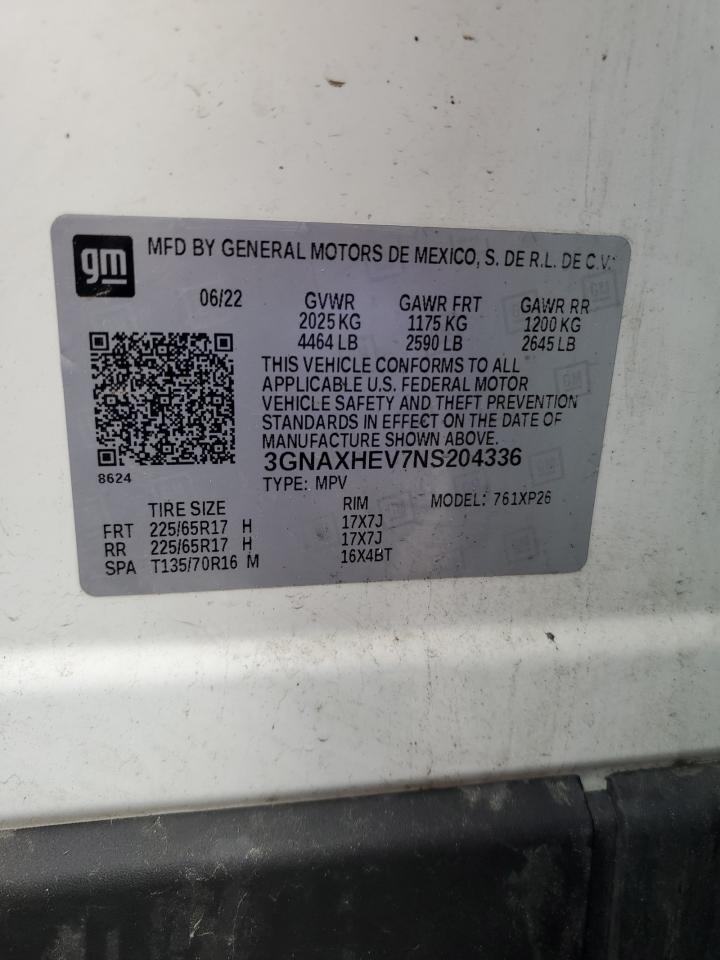 gm
MFD BY GENERAL MOTORS DE MEXICO, S. DE R.L. DE C.V.
06/22 GVWR GAWR FRT GAWR RR
2025 KG 1175 KG 1200 KG
4464 LB 2590 LB 2645 LB
THIS VEHICLE CONFORMS TO ALL
APPLICABLE U.S. FEDERAL MOTOR
VEHICLE SAFETY AND THEFT PREVENTION
STANDARDS IN EFFECT ON THE DATE OF
MANUFACTURE SHOWN ABOVE.
8624
3GNAXHEV7NS204336
TYPE: MPV
TIRE SIZE RIM MODEL: 761XP26
FRT 225/65R17 H 17X7J
RR 225/65R17 H 17X7J
SPA T135/70R16 M 16X4BT